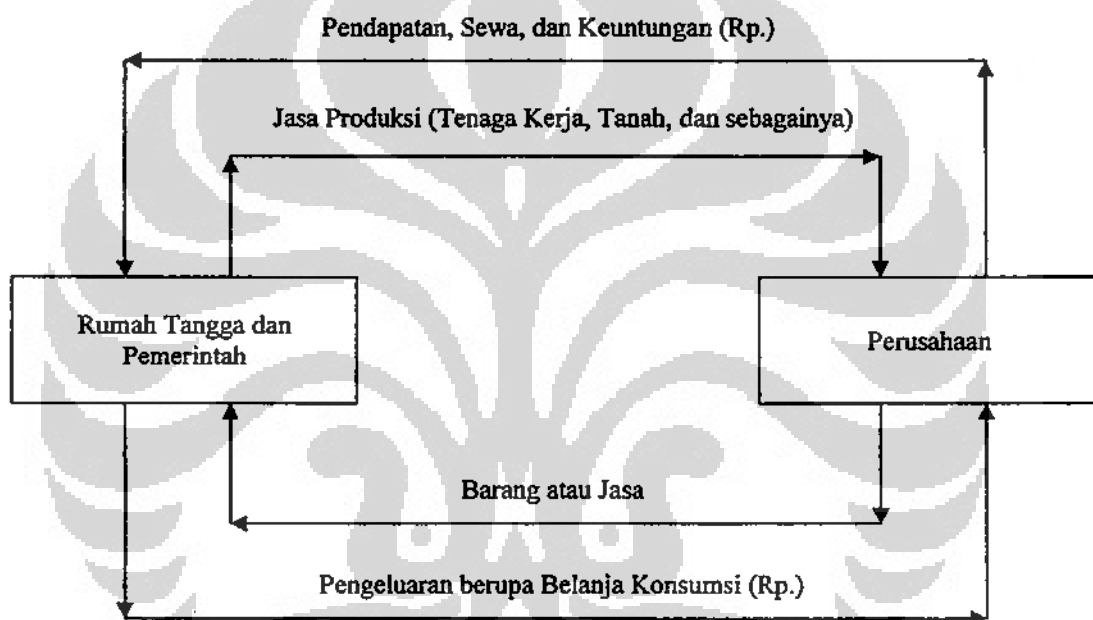 Pendapatan, Sewa, dan Keuntungan (Rp.)
Jasa Produksi (Tenaga Kerja, Tanah, dan sebagainya)
Rumah Tangga dan
Pemerintah
Perusahaan
Barang atau Jasa
Pengeluaran berupa Belanja Konsumsi (Rp.)